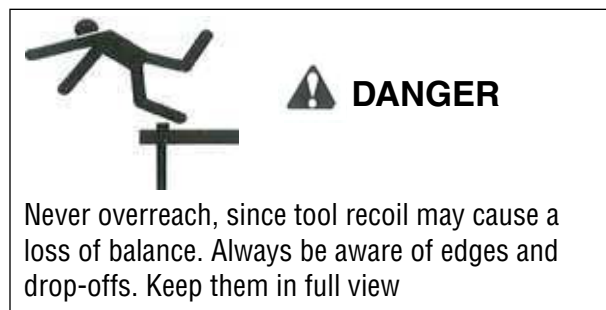 DANGER
Never overreach, since tool recoil may cause a
loss of balance. Always be aware of edges and
drop-offs. Keep them in full view